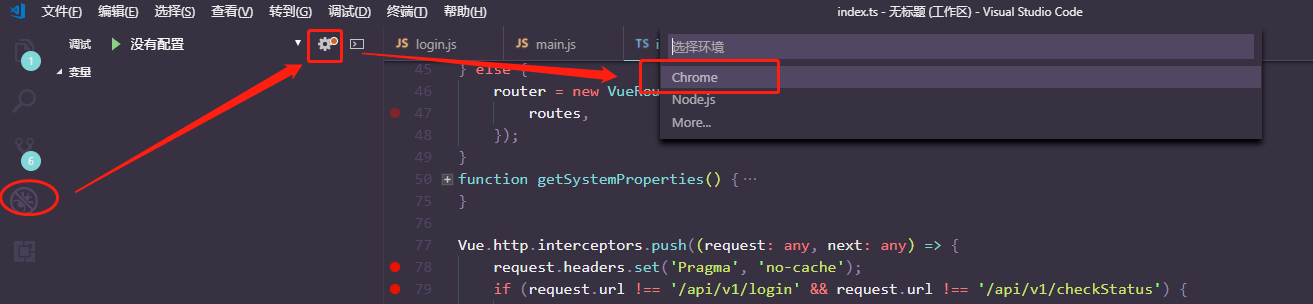 文件(F) 编辑(E) 选择(S) 查看(V) 转到(G) 调试(D) 终端(T) 帮助(H) index.ts - 无标题 (工作区) - Visual Studio Code
调试 没有配置 JS login.js JS main.js TS i
选择环境
Chrome
Node.js
More...
1
变量
6
45 } else {
46 router = new VueRou
47 routes,
48 });
49 }
50 function getSystemProperties() {…
75 }
76
77 Vue.http.interceptors.push((request: any, next: any) => {
78 request.headers.set('Pragma', 'no-cache');
79 if (request.url !== '/api/v1/login' && request.url !== '/api/v1/checkStatus') {